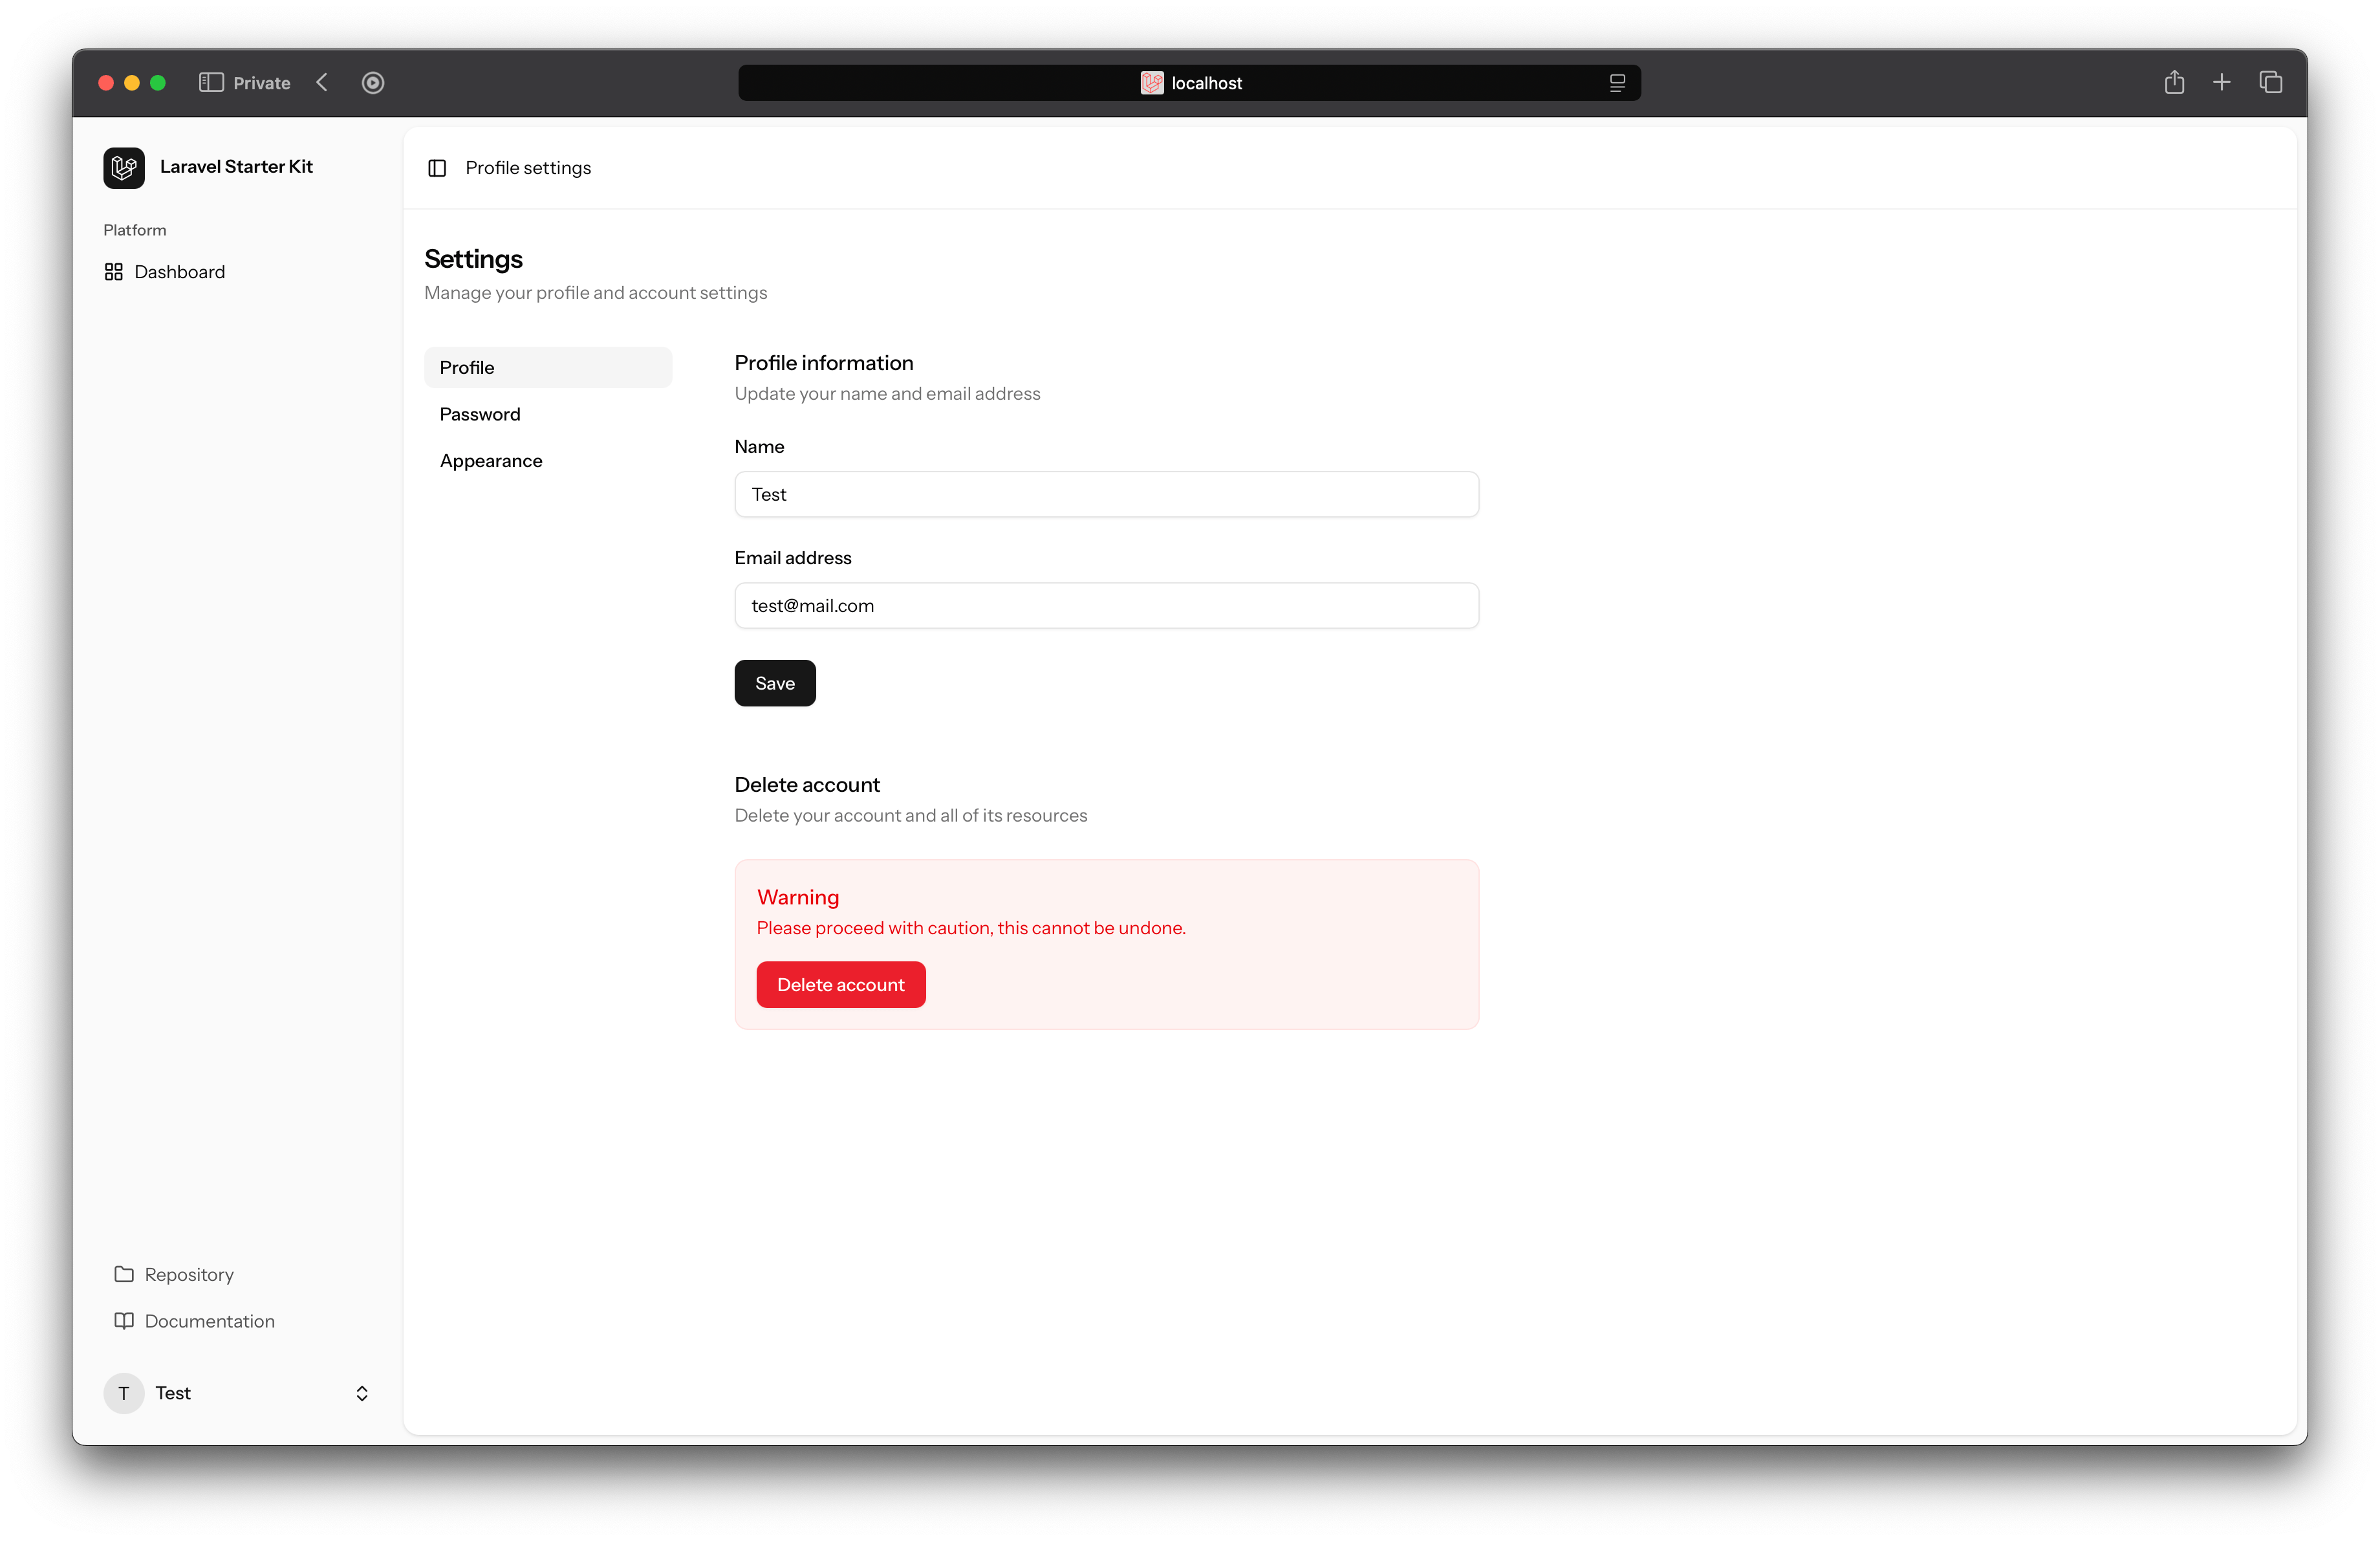 Private
localhost
Laravel Starter Kit
Platform
Dashboard
Profile settings
Settings
Manage your profile and account settings
Profile
Password
Appearance
Profile information
Update your name and email address
Name
Test
Email address
test@mail.com
Save
Delete account
Delete your account and all of its resources
Warning
Please proceed with caution, this cannot be undone.
Delete account
Repository
Documentation
T Test